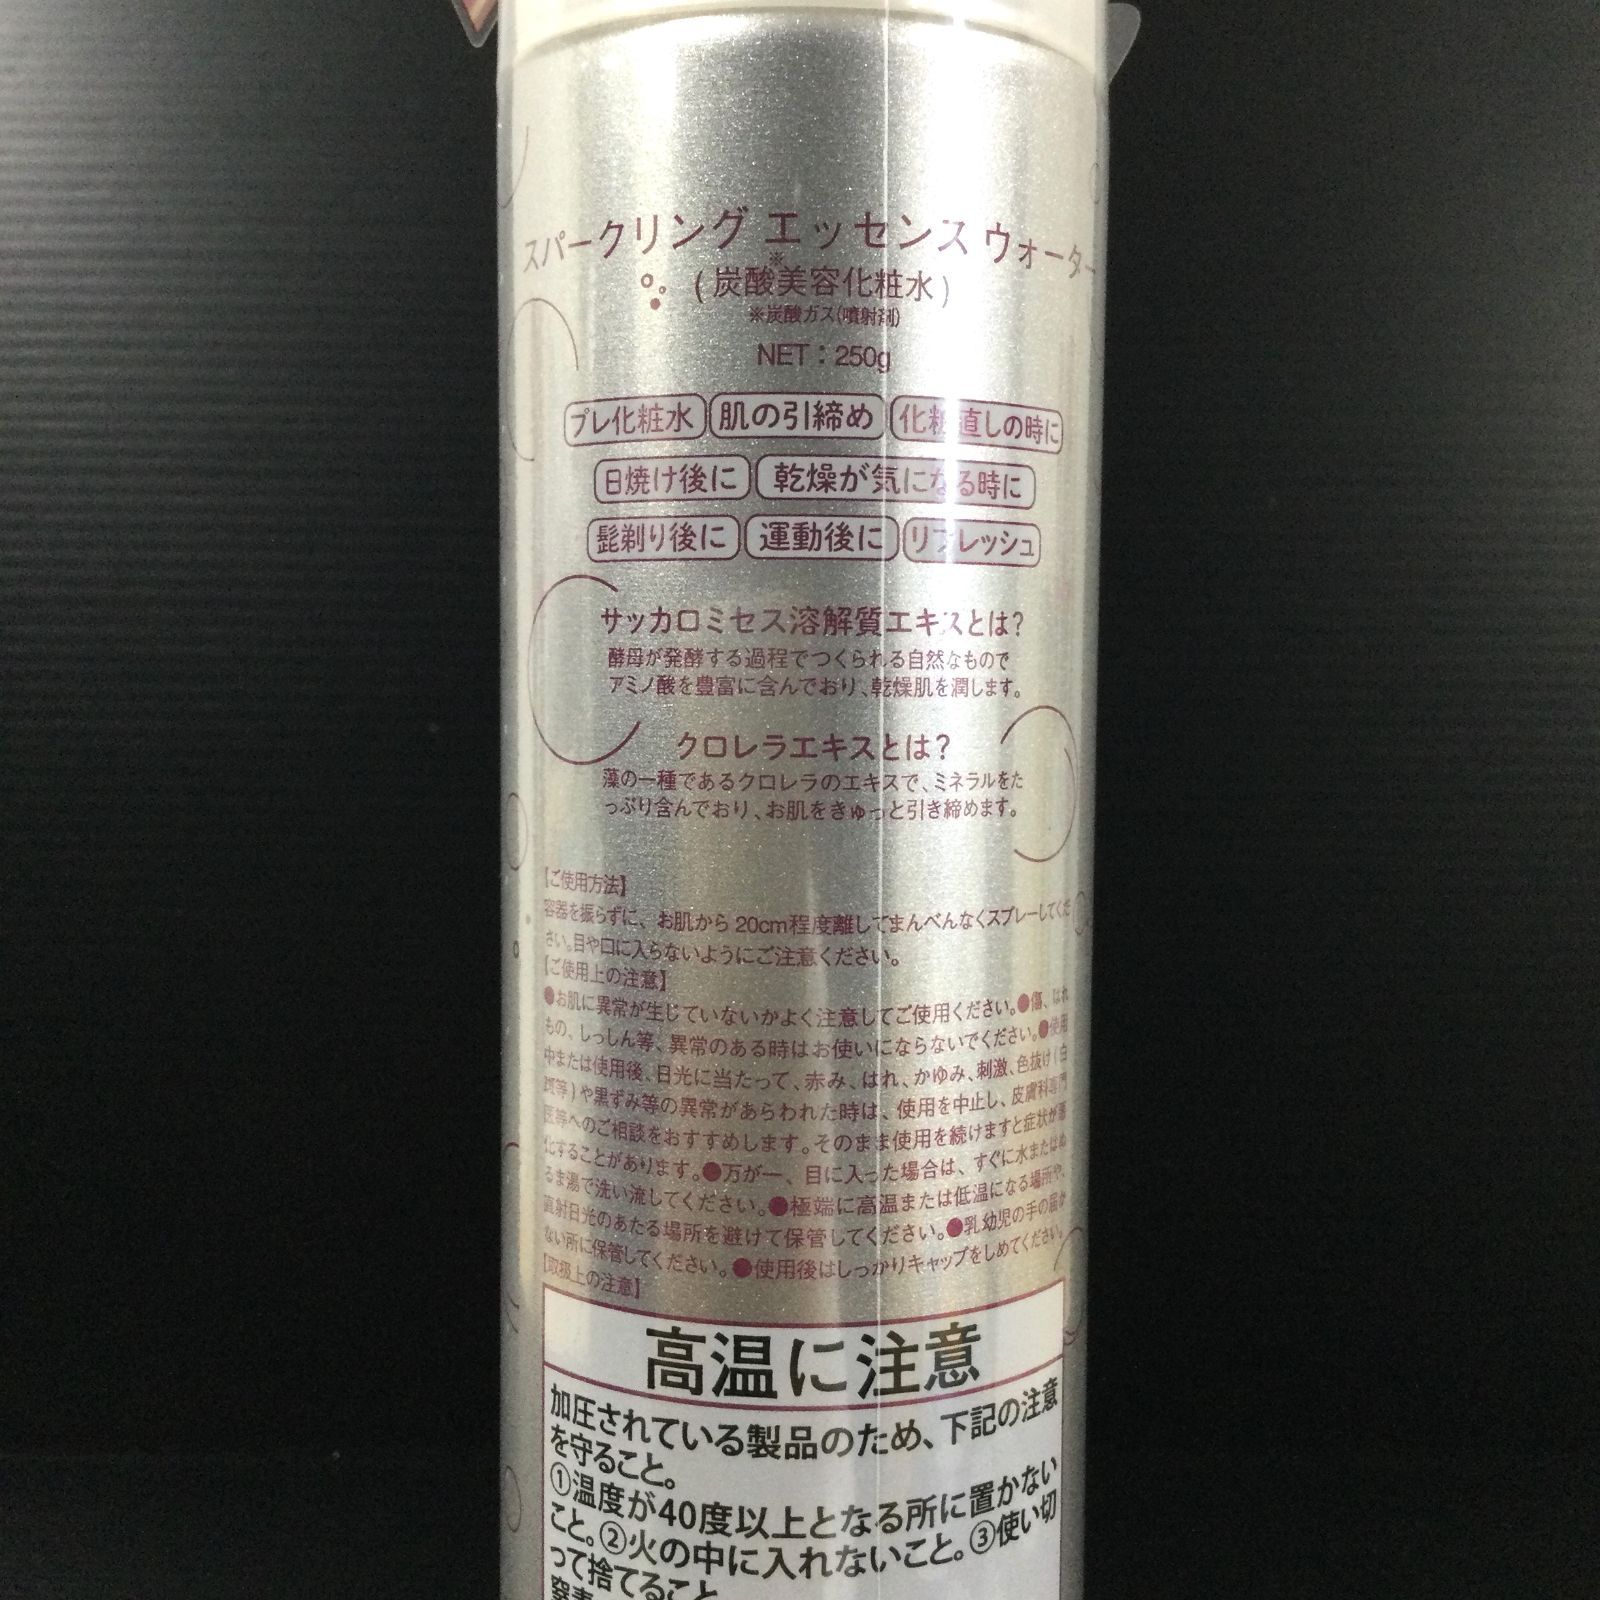 スパークリング エッセンス ウォーター
(炭酸※美容化粧水)
※炭酸ガス(噴射剤)
NET：250g
プレ化粧水 肌の引締め 化粧直しの時に
日焼け後に 乾燥が気になる時に
髭剃り後に 運動後に リフレッシュ
サッカロミセス溶解質エキスとは?
酵母が発酵する過程でつくられる自然なもので
アミノ酸を豊富に含んでおり、乾燥肌を潤します。
クロレラエキスとは?
藻の一種であるクロレラのエキスで、ミネラルをた
っぷり含んでおり、お肌をきゅっと引き締めます。
【ご使用方法】
容器を振らずに、お肌から20cm程度離してまんべんなくスプレーしてくだ
さい。目や口に入らないようにご注意ください。
【ご使用上の注意】
●お肌に異常が生じていないかよく注意してご使用ください。●傷、はれ
もの、しっしん等、異常のある時はお使いにならないでください。●使用
中または使用後、日光に当たって、赤み、はれ、かゆみ、刺激、色抜け(白
斑等)や黒ずみ等の異常があらわれた時は、使用を中止し、皮膚科専門
医等へのご相談をおすすめします。そのまま使用を続けますと症状が悪
化することがあります。●万が一、目に入った場合は、すぐに水またはぬ
るま湯で洗い流してください。●極端に高温または低温になる場所や、
直射日光のあたる場所を避けて保管してください。●乳幼児の手の届か
ない所に保管してください。●使用後はしっかりキャップをしめてください。
【取扱上の注意】
高温に注意
加圧されている製品のため、下記の注意
を守ること。
①温度が40度以上となる所に置かない
こと。②火の中に入れないこと。③使い切
って捨てること